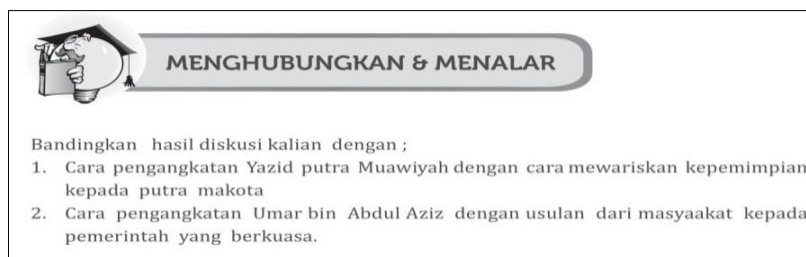 MENGHUBUNGKAN & MENALAR
Bandingkan hasil diskusi kalian dengan ;
1. Cara pengangkatan Yazid putra Muawiyah dengan cara mewariskan kepemimpian
kepada putra makota
2. Cara pengangkatan Umar bin Abdul Aziz dengan usulan dari masyaakat kepada
pemerintah yang berkuasa.